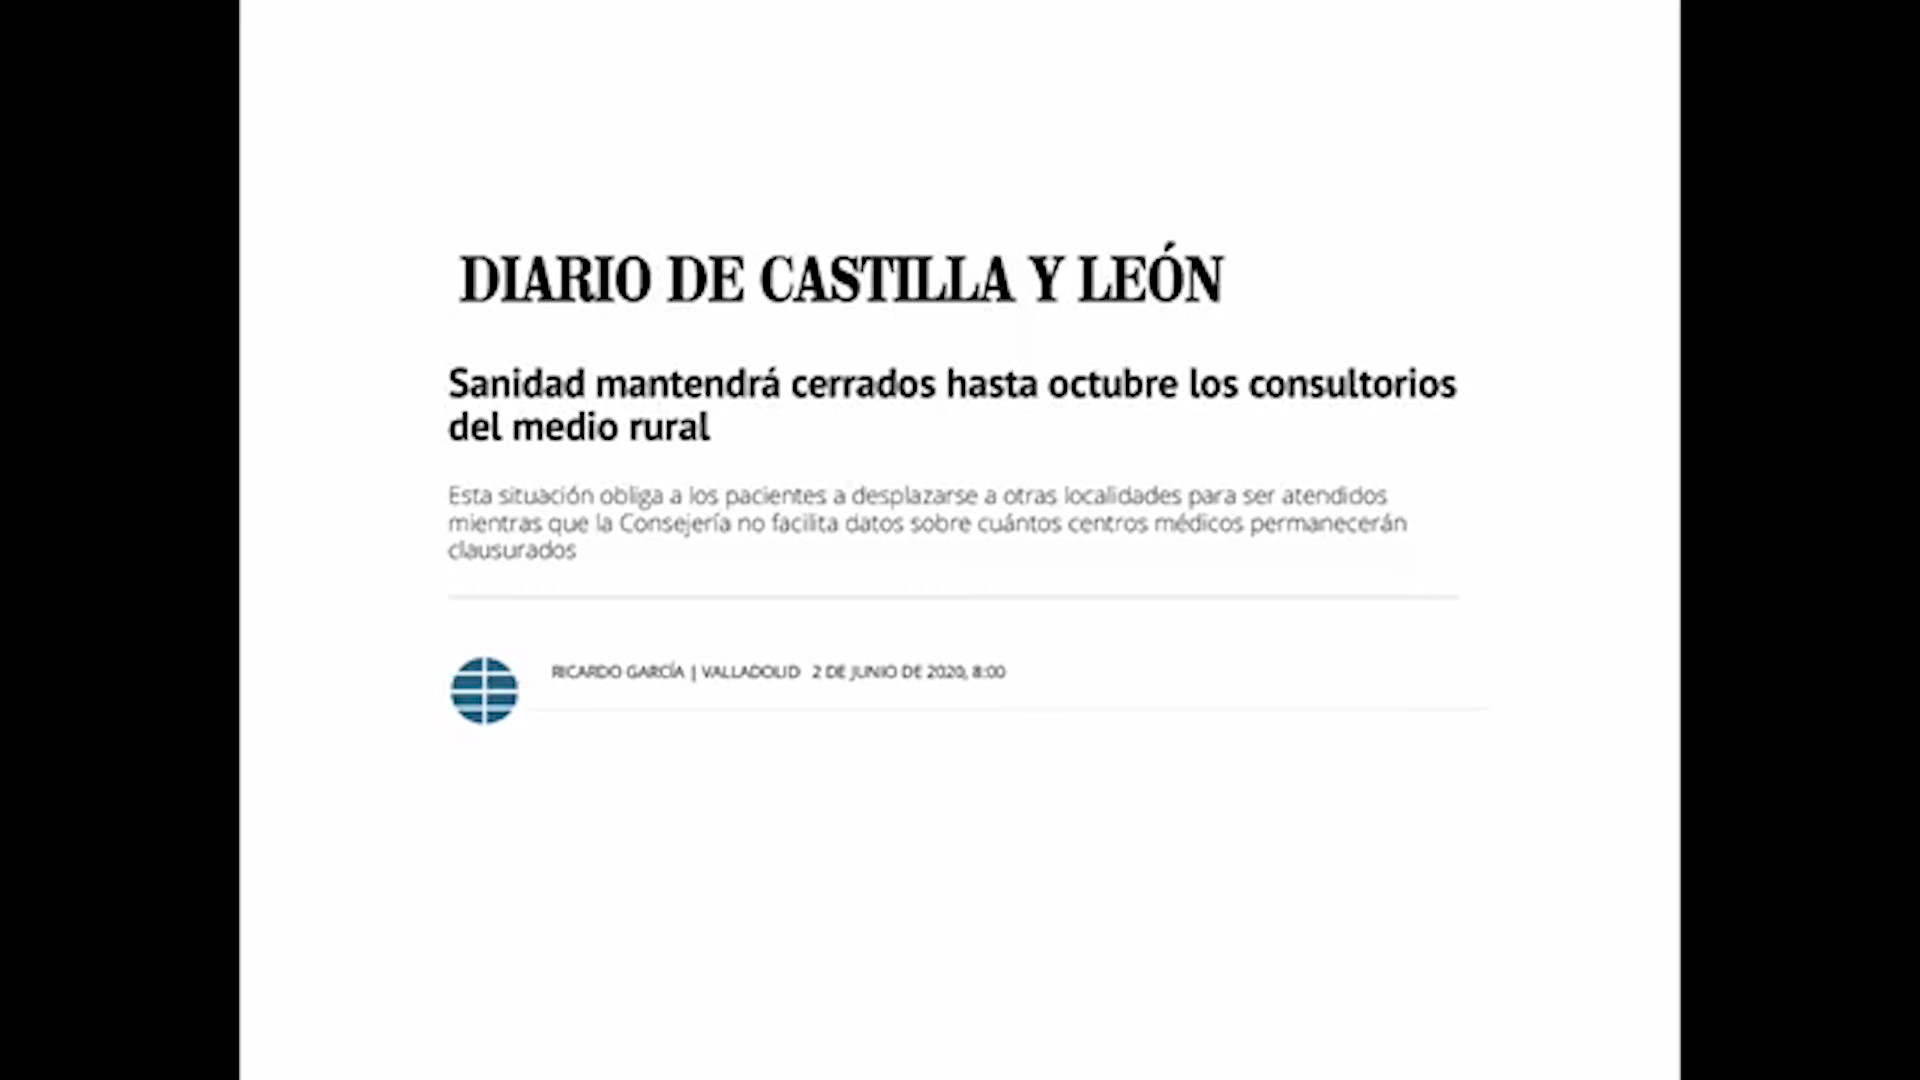 DIARIO DE CASTILLA Y LEÓN
Sanidad mantendrá cerrados hasta octubre los consultorios
del medio rural
Esta situación obliga a los pacientes a desplazarse a otras localidades para ser atendidos
mientras que la Consejería no facilita datos sobre cuántos centros médicos permanecerán
clausurados
RICARDO GARCÍA | VALLADOLID 2 DE JUNIO DE 2020, 8:00